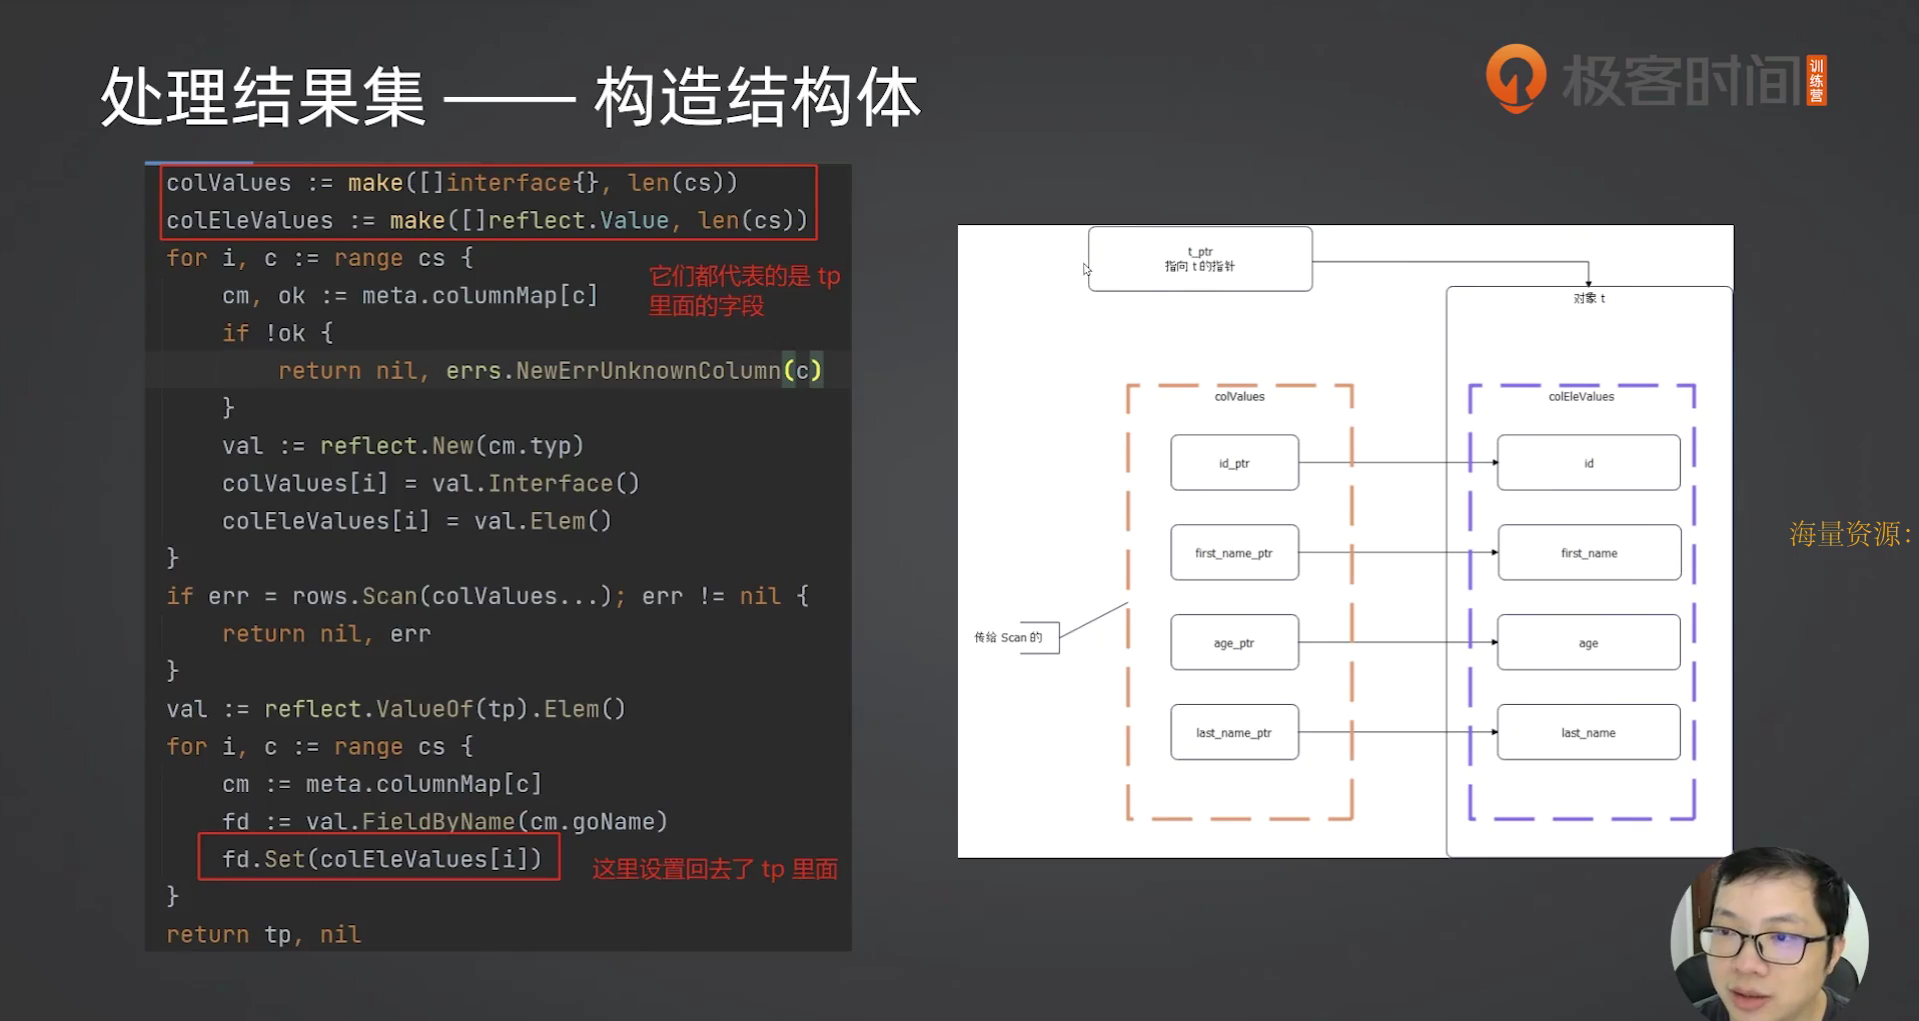 处理结果集 —— 构造结构体
极客时间
训练营
colValues := make([]interface{}, len(cs))
colEleValues := make([]reflect.Value, len(cs))
for i, c := range cs {
cm, ok := meta.columnMap[c]
if !ok {
return nil, errs.NewErrUnknownColumn(c)
}
val := reflect.New(cm.typ)
colValues[i] = val.Interface()
colEleValues[i] = val.Elem()
}
if err = rows.Scan(colValues...); err != nil {
return nil, err
}
val := reflect.ValueOf(tp).Elem()
for i, c := range cs {
cm := meta.columnMap[c]
fd := val.FieldByName(cm.goName)
fd.Set(colEleValues[i])
}
return tp, nil
它们都代表的是 tp
里面的字段
这里设置回去了 tp 里面
t_ptr
指向 t 的指针
对象 t
colValues
colEleValues
id_ptr
id
first_name_ptr
first_name
传给 Scan 的
age_ptr
age
last_name_ptr
last_name
海量资源：